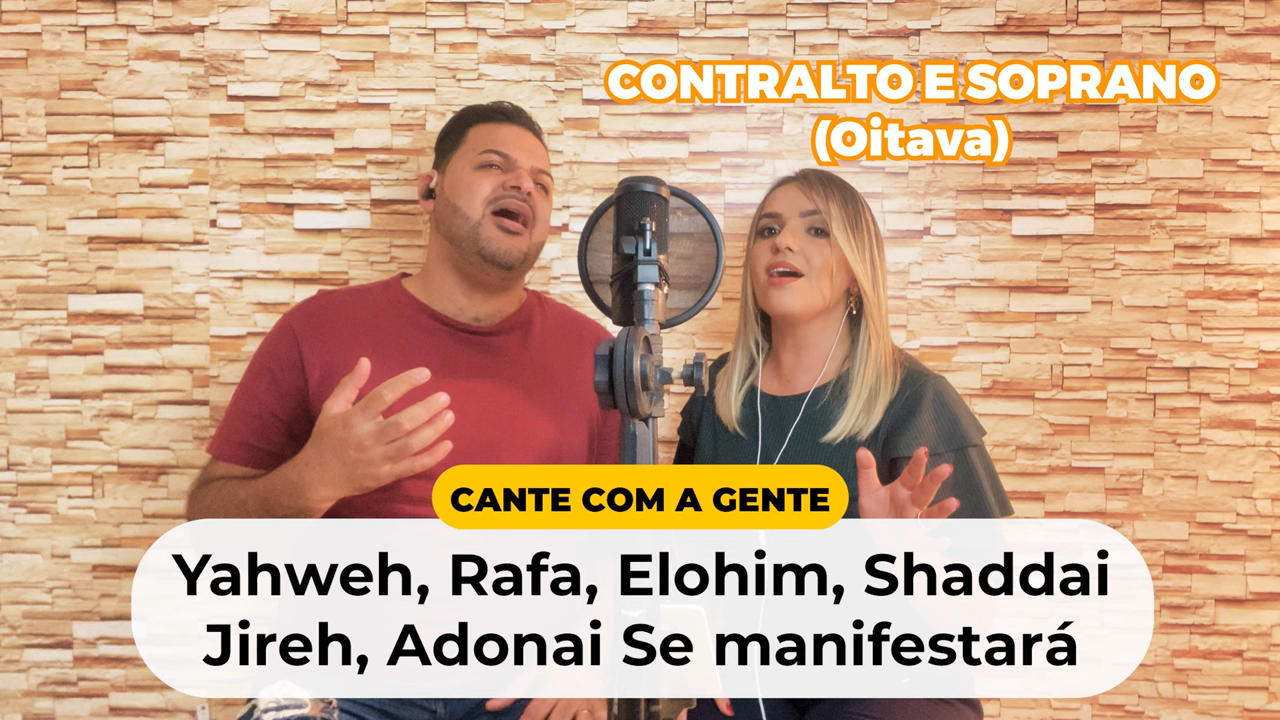 CONTRALTO E SOPRANO
(Oitava)
CANTE COM A GENTE
Yahweh, Rafa, Elohim, Shaddai
Jireh, Adonai Se manifestará